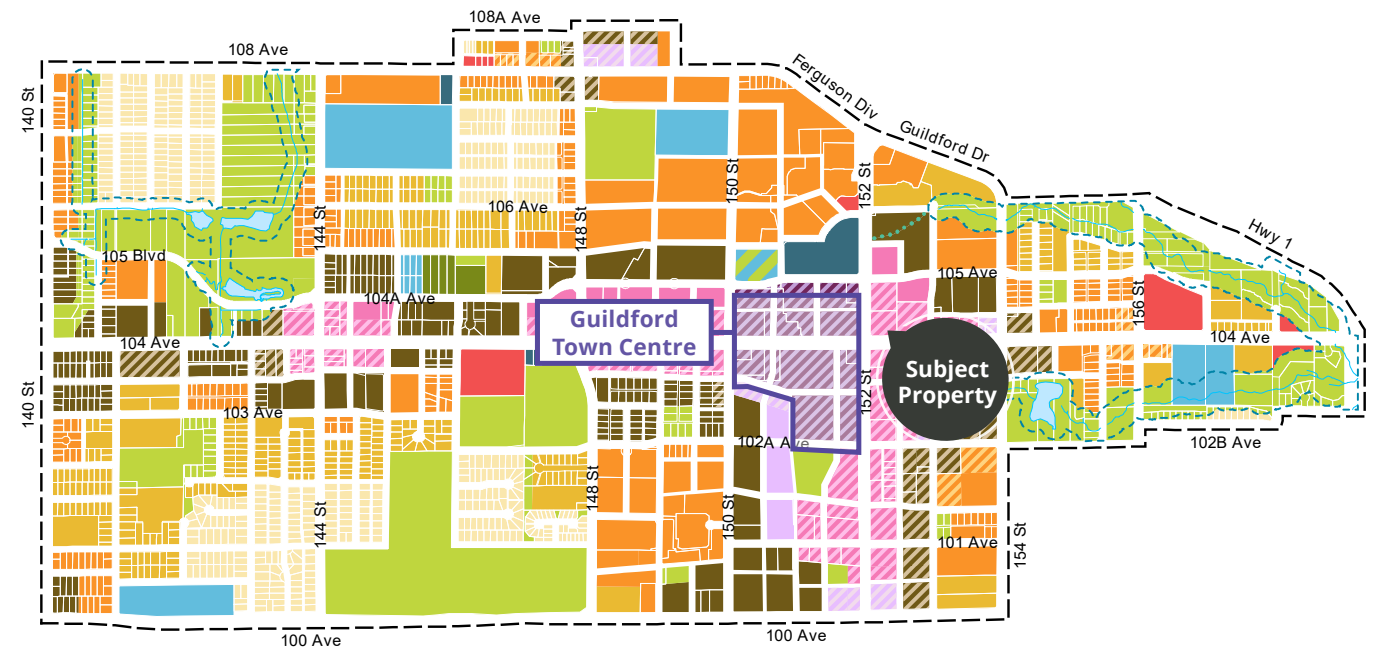 108A Ave
108 Ave
Ferguson Div
Guildford Dr
140 St
150 St
152 St
106 Ave
144 St
148 St
Hwy 1
105 Blvd
105 Ave
104A Ave
156 St
Guildford
Town Centre
104 Ave
104 Ave
Subject
Property
140 St
152 St
103 Ave
102A Ave
102B Ave
148 St
150 St
144 St
101 Ave
154 St
100 Ave
100 Ave